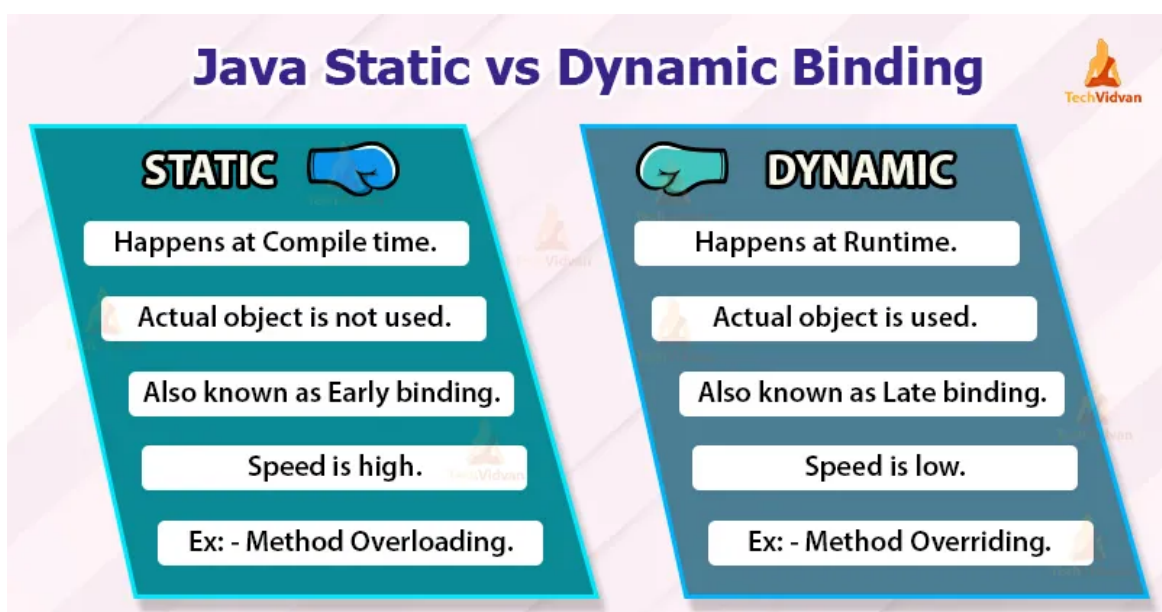 Java Static vs Dynamic Binding
TechVidvan
STATIC
Happens at Compile time.
Actual object is not used.
Also known as Early binding.
Speed is high.
Ex: - Method Overloading.
DYNAMIC
Happens at Runtime.
Actual object is used.
Also known as Late binding.
Speed is low.
Ex: - Method Overriding.